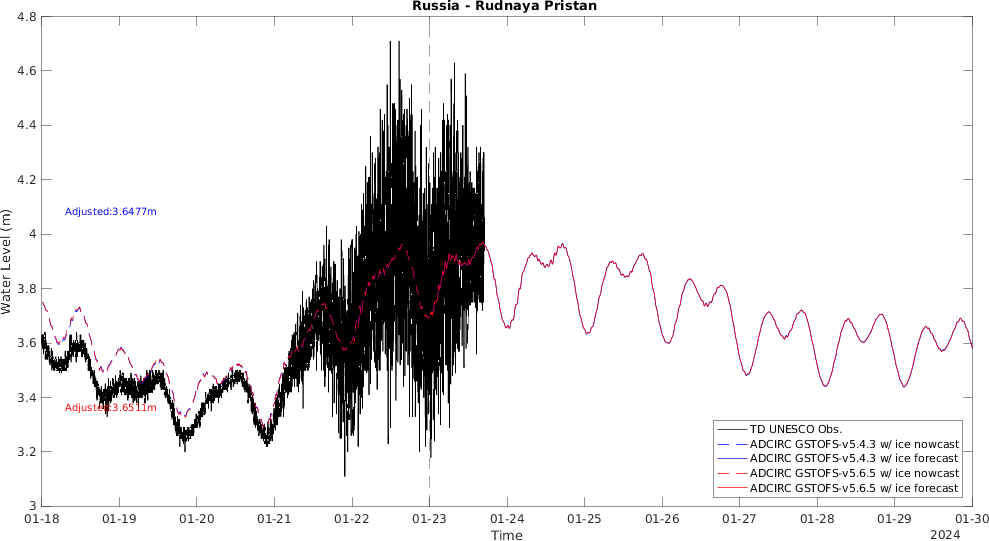 Russia - Rudnaya Pristan
4.8
4.6
4.4
4.2
4
3.8
3.6
3.4
3.2
3
Water Level (m)
Adjusted:3.6477m
Adjusted:3.6511m
TD UNESCO Obs.
ADCIRC GSTOFS-v5.4.3 w/ ice nowcast
ADCIRC GSTOFS-v5.4.3 w/ ice forecast
ADCIRC GSTOFS-v5.6.5 w/ ice nowcast
ADCIRC GSTOFS-v5.6.5 w/ ice forecast
01-18 01-19 01-20 01-21 01-22 01-23 01-24 01-25 01-26 01-27 01-28 01-29 01-30
Time
2024